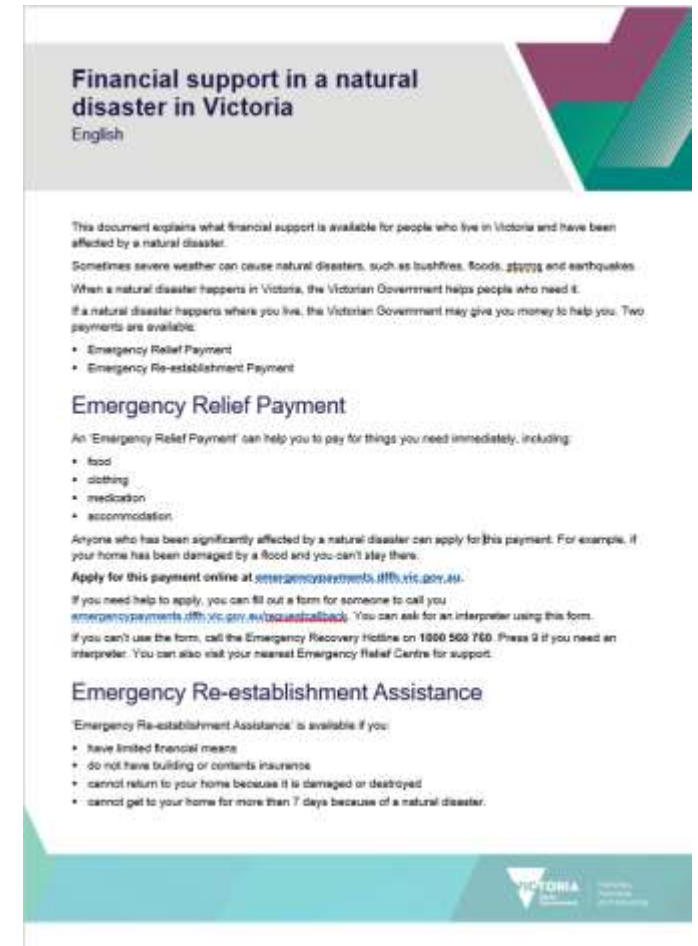 Financial support in a natural
disaster in Victoria
English
This document explains what financial support is available for people who live in Victoria and have been
affected by a natural disaster.
Sometimes severe weather can cause natural disasters, such as bushfires, floods, storms and earthquakes.
When a natural disaster happens in Victoria, the Victorian Government helps people who need it.
If a natural disaster happens where you live, the Victorian Government may give you money to help you. Two
payments are available:
• Emergency Relief Payment
• Emergency Re-establishment Payment
Emergency Relief Payment
An 'Emergency Relief Payment' can help you to pay for things you need immediately, including:
• food
• clothing
• medication
• accommodation.
Anyone who has been significantly affected by a natural disaster can apply for this payment. For example, if
your home has been damaged by a flood and you can't stay there.
Apply for this payment online at emergencypayments.dffh.vic.gov.au.
If you need help to apply, you can fill out a form for someone to call you
emergencypayments.dffh.vic.gov.au/requestcallback. You can ask for an interpreter using this form.
If you can't use the form, call the Emergency Recovery Hotline on 1800 560 760. Press 9 if you need an
interpreter. You can also visit your nearest Emergency Relief Centre for support.
Emergency Re-establishment Assistance
'Emergency Re-establishment Assistance' is available if you:
• have limited financial means
• do not have building or contents insurance
• cannot return to your home because it is damaged or destroyed
• cannot get to your home for more than 7 days because of a natural disaster.
VICTORIA